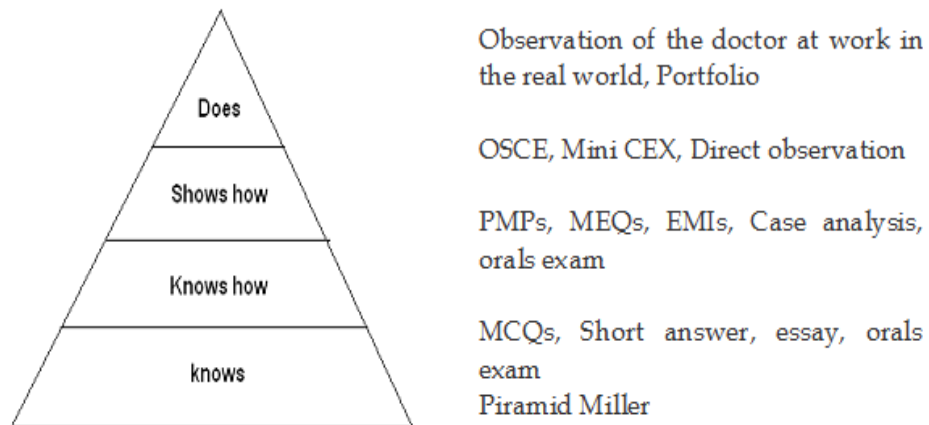 Does
Shows how
Knows how
knows
Observation of the doctor at work in
the real world, Portfolio
OSCE, Mini CEX, Direct observation
PMPs, MEQs, EMIs, Case analysis,
orals exam
MCQs, Short answer, essay, orals
exam
Piramid Miller